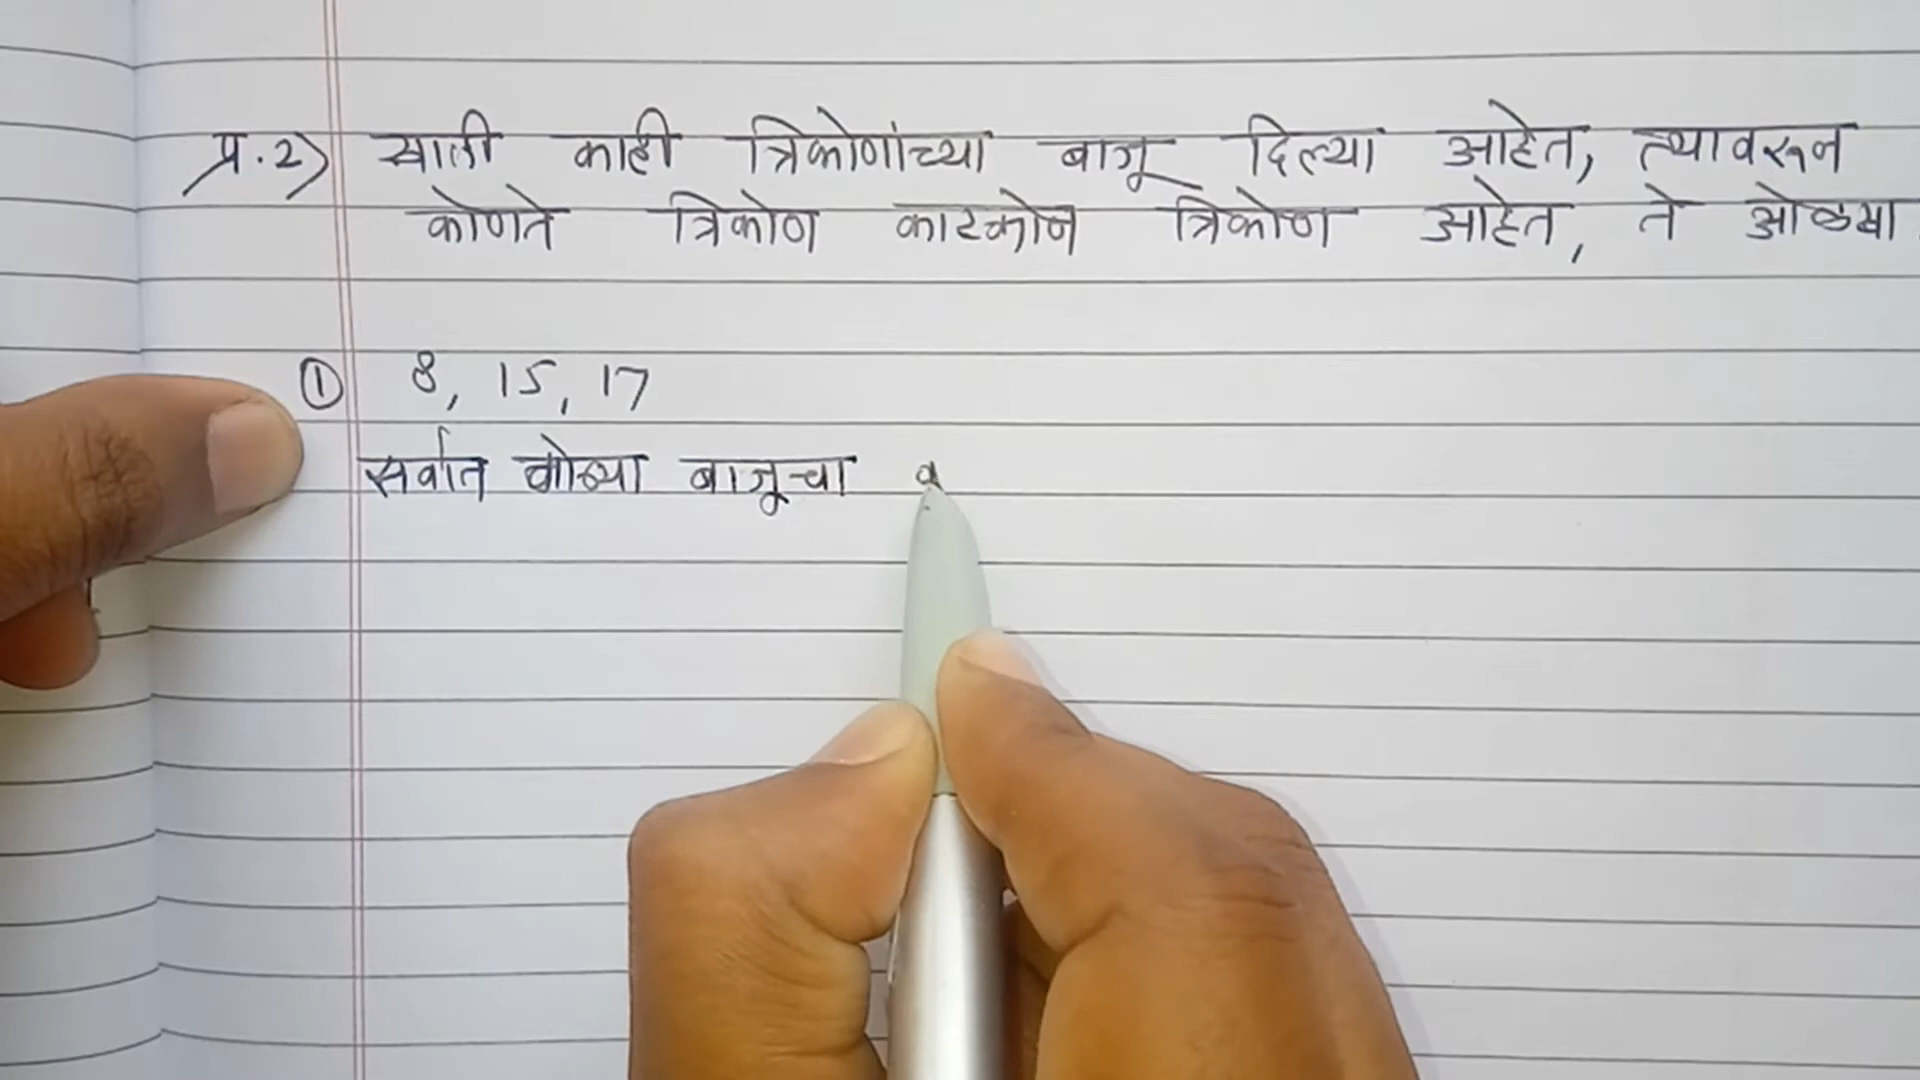 प्र.2) खाली काही त्रिकोणांच्या बाजू दिल्या आहेत, त्यावरून
कोणते त्रिकोण काटकोन त्रिकोण आहेत, ते ओळखा.
① 8, 15, 17
सर्वात मोठ्या बाजूचा व